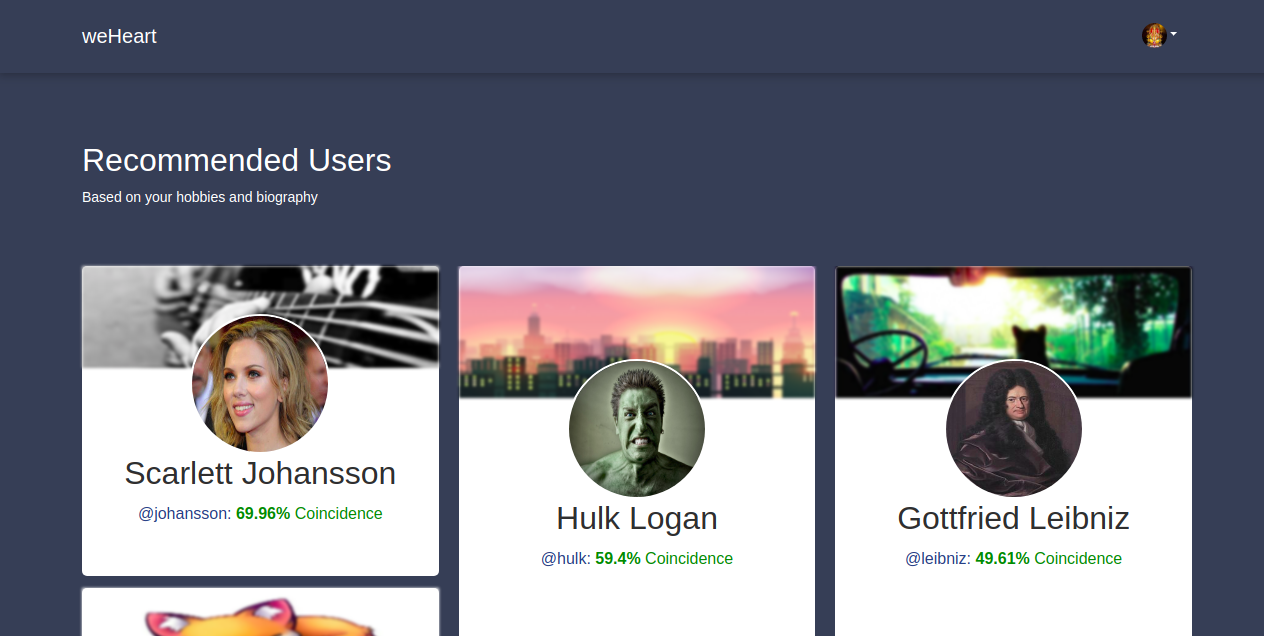 weHeart
Recommended Users
Based on your hobbies and biography
Scarlett Johansson
@johansson: 69.96% Coincidence
Hulk Logan
@hulk: 59.4% Coincidence
Gottfried Leibniz
@leibniz: 49.61% Coincidence